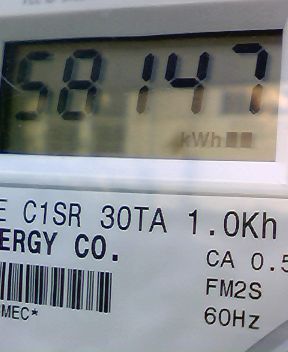 58147
kWh
E C1SR 30TA 1.0Kh
ERGY CO.
CA 0.5
FM2S
60Hz
MEC*